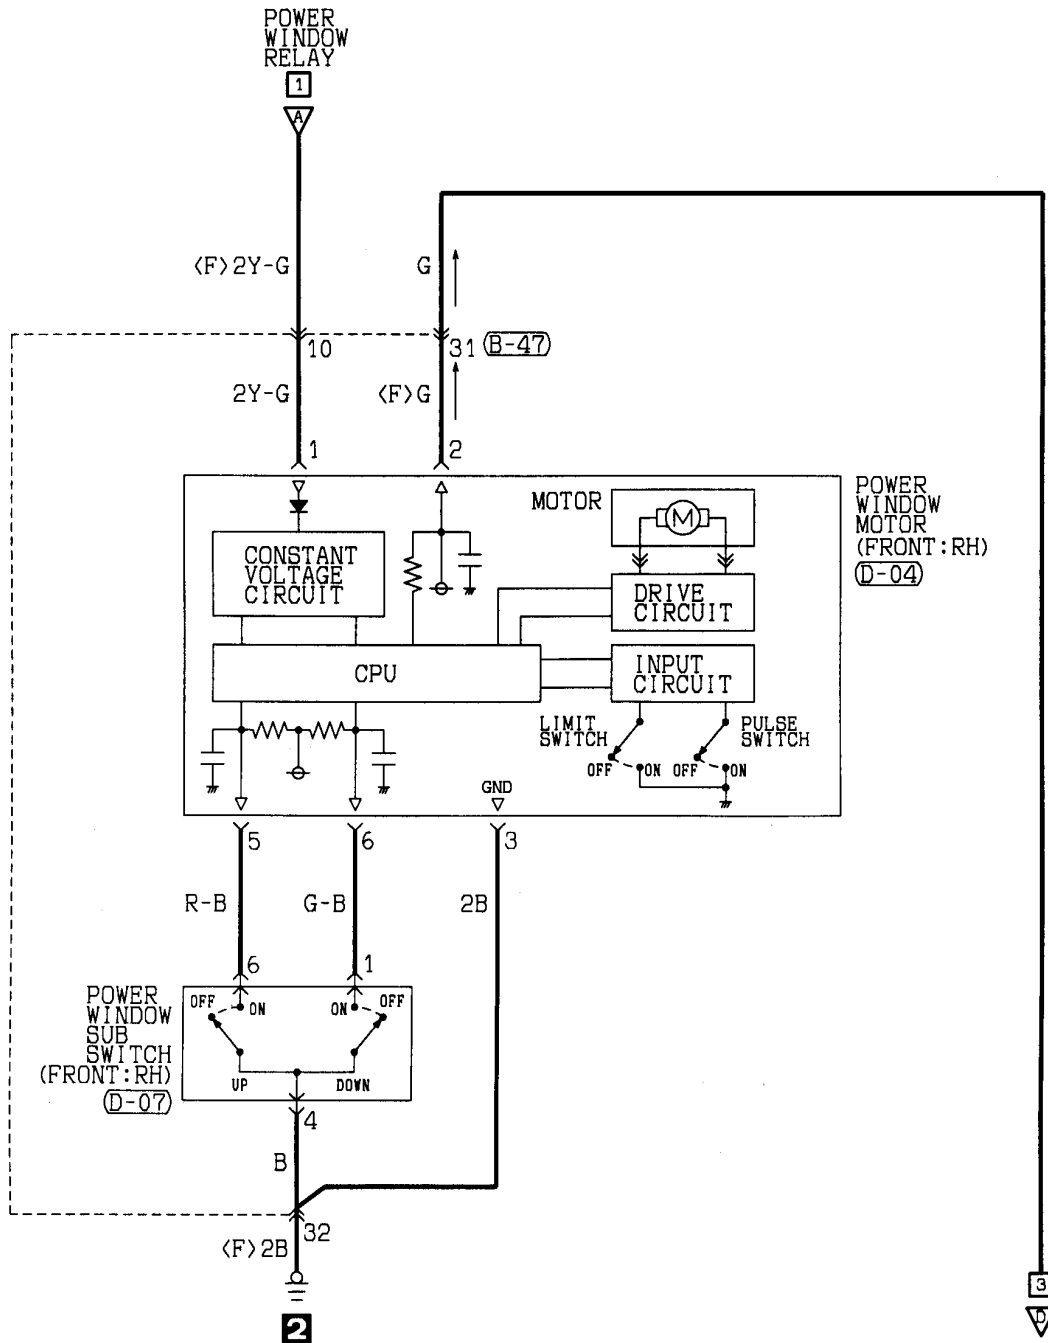 POWER
WINDOW
RELAY
1
A
<F>2Y-G
G
10
31
B-47
2Y-G
<F>G
1
2
MOTOR
M
POWER
WINDOW
MOTOR
(FRONT:RH)
D-04
CONSTANT
VOLTAGE
CIRCUIT
DRIVE
CIRCUIT
CPU
INPUT
CIRCUIT
LIMIT
SWITCH
PULSE
SWITCH
OFF
ON
OFF
ON
GND
5
6
3
R-B
G-B
2B
6
1
POWER
WINDOW
SUB
SWITCH
(FRONT:RH)
D-07
OFF
ON
ON
OFF
UP
DOWN
4
B
32
<F>2B
2
3
D